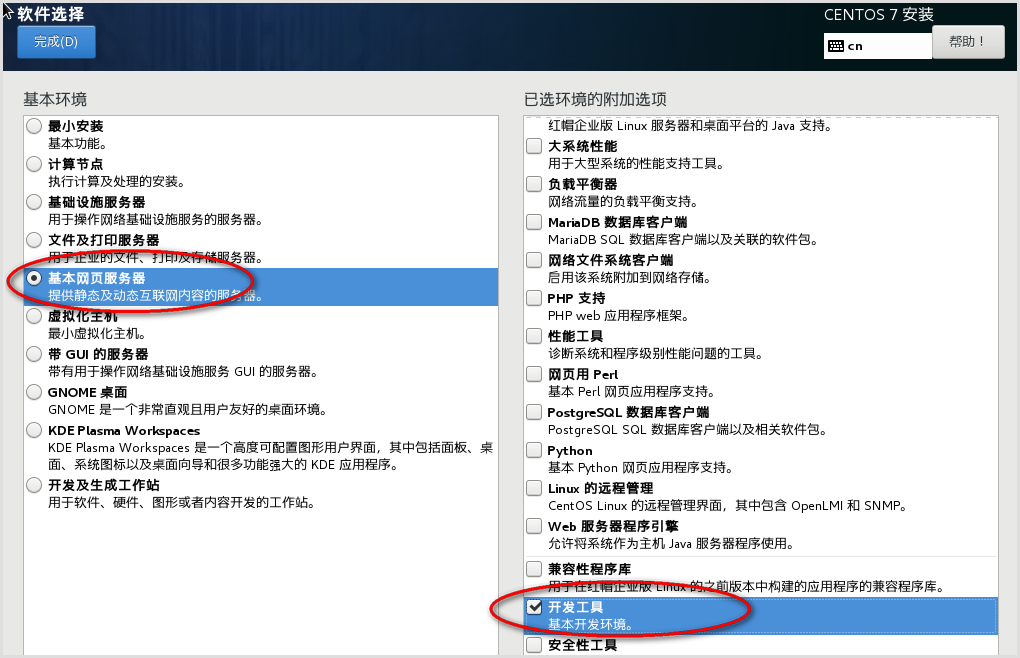 软件选择
CENTOS 7 安装
完成(D)
cn
帮助！
基本环境
最小安装
基本功能。
计算节点
执行计算及处理的安装。
基础设施服务器
用于操作网络基础设施服务的服务器。
文件及打印服务器
用于企业的文件、打印及存储服务器。
基本网页服务器
提供静态及动态互联网内容的服务器。
虚拟化主机
最小虚拟化主机。
带 GUI 的服务器
带有用于操作网络基础设施服务 GUI 的服务器。
GNOME 桌面
GNOME 是一个非常直观且用户友好的桌面环境。
KDE Plasma Workspaces
KDE Plasma Workspaces 是一个高度可配置图形用户界面，其中包括面板、桌
面、系统图标以及桌面向导和很多功能强大的 KDE 应用程序。
开发及生成工作站
用于软件、硬件、图形或者内容开发的工作站。
已选环境的附加选项
红帽企业版 Linux 服务器和桌面平台的 Java 支持。
大系统性能
用于大型系统的性能支持工具。
负载平衡器
网络流量的负载平衡支持。
MariaDB 数据库客户端
MariaDB SQL 数据库客户端以及关联的软件包。
网络文件系统客户端
启用该系统附加到网络存储。
PHP 支持
PHP web 应用程序框架。
性能工具
诊断系统和程序级别性能问题的工具。
网页用 Perl
基本 Perl 网页应用程序支持。
PostgreSQL 数据库客户端
PostgreSQL SQL 数据库客户端以及相关软件包。
Python
基本 Python 网页应用程序支持。
Linux 的远程管理
CentOS Linux 的远程管理界面，其中包含 OpenLMI 和 SNMP。
Web 服务器程序引擎
允许将系统作为主机 Java 服务器程序使用。
兼容性程序库
用于在红帽企业版 Linux 的之前版本中构建的应用程序的兼容程序库。
开发工具
基本开发环境。
安全性工具